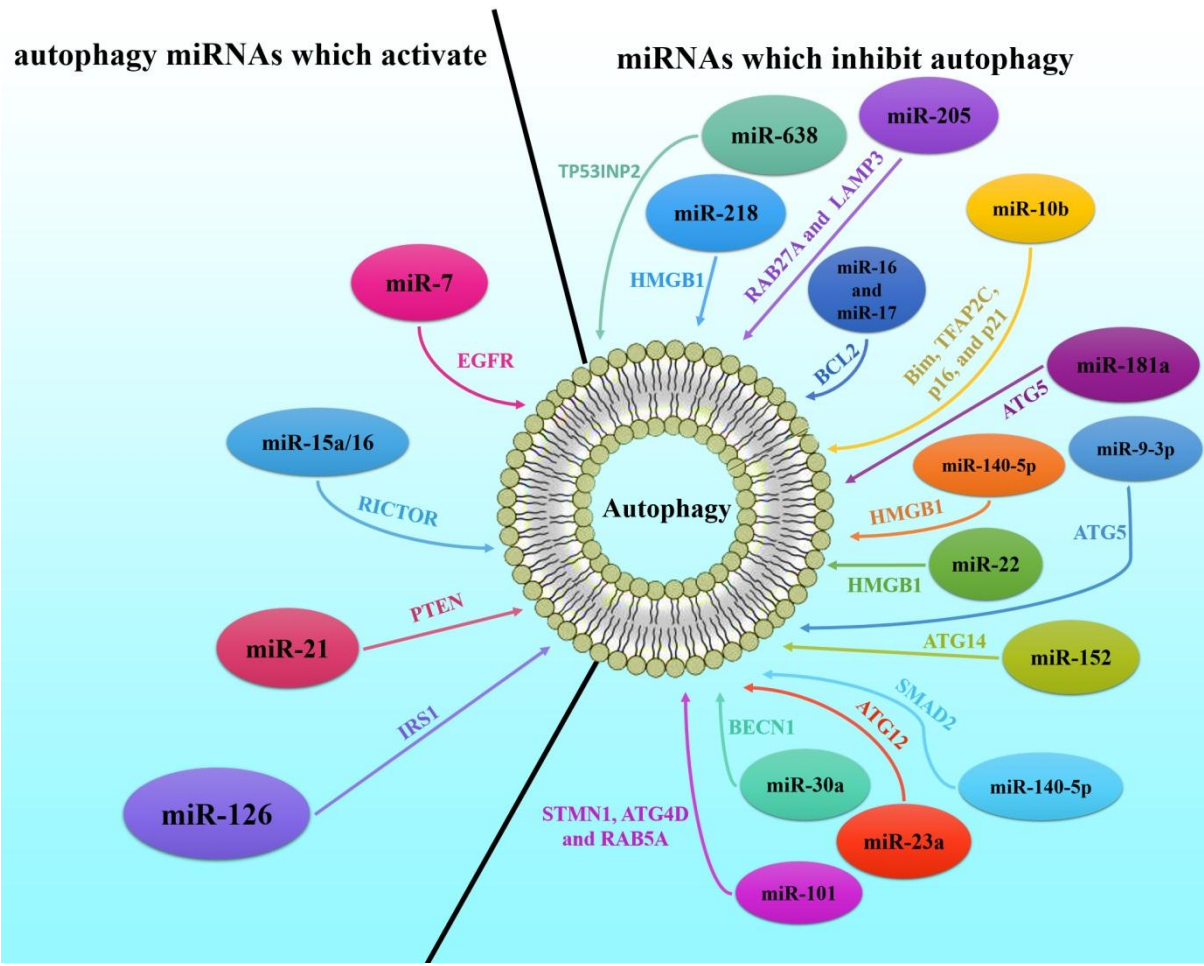 autophagy miRNAs which activate
miRNAs which inhibit autophagy
miR-7
EGFR
miR-15a/16
RICTOR
miR-21
PTEN
miR-126
IRS1
Autophagy
miR-638
TP53INP2
miR-218
HMGB1
miR-205
RAB27A and LAMP3
miR-16
and
miR-17
BCL2
miR-10b
Bim, TFAP2C,
p16, and p21
miR-181a
ATG5
miR-9-3p
ATG5
miR-140-5p
HMGB1
miR-22
HMGB1
miR-152
ATG14
miR-140-5p
SMAD2
miR-23a
ATG12
miR-30a
BECN1
miR-101
STMN1, ATG4D
and RAB5A